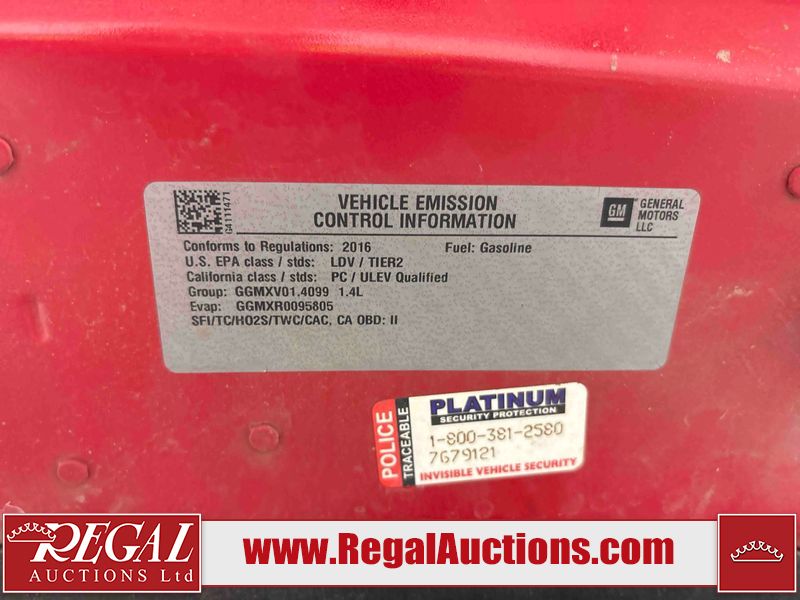 G4111471
VEHICLE EMISSION
CONTROL INFORMATION
GM
GENERAL
MOTORS
LLC
Conforms to Regulations: 2016 Fuel: Gasoline
U.S. EPA class / stds: LDV / TIER2
California class / stds: PC / ULEV Qualified
Group: GGMXV01.4099 1.4L
Evap: GGMXR0095805
SFI/TC/HO2S/TWC/CAC, CA OBD: II
POLICE
TRACEABLE
PLATINUM
SECURITY PROTECTION
1-800-381-2580
7G79121
INVISIBLE VEHICLE SECURITY
REGAL
AUCTIONS Ltd
www.RegalAuctions.com